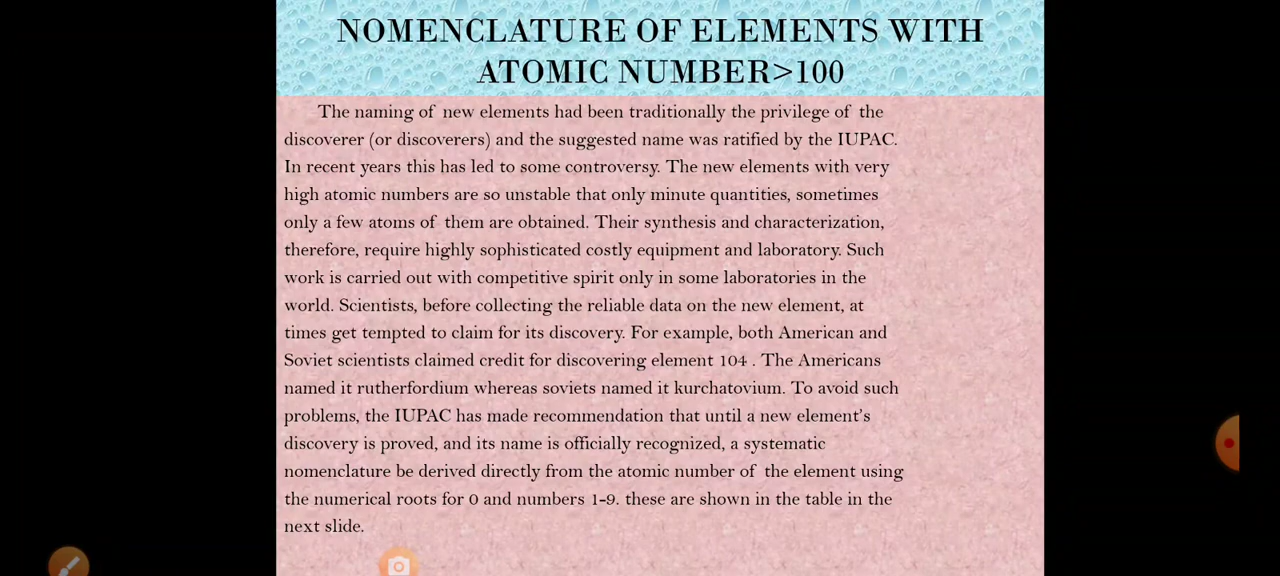 NOMENCLATURE OF ELEMENTS WITH
ATOMIC NUMBER>100
The naming of new elements had been traditionally the privilege of the
discoverer (or discoverers) and the suggested name was ratified by the IUPAC.
In recent years this has led to some controversy. The new elements with very
high atomic numbers are so unstable that only minute quantities, sometimes
only a few atoms of them are obtained. Their synthesis and characterization,
therefore, require highly sophisticated costly equipment and laboratory. Such
work is carried out with competitive spirit only in some laboratories in the
world. Scientists, before collecting the reliable data on the new element, at
times get tempted to claim for its discovery. For example, both American and
Soviet scientists claimed credit for discovering element 104 . The Americans
named it rutherfordium whereas soviets named it kurchatovium. To avoid such
problems, the IUPAC has made recommendation that until a new element's
discovery is proved, and its name is officially recognized, a systematic
nomenclature be derived directly from the atomic number of the element using
the numerical roots for 0 and numbers 1-9. these are shown in the table in the
next slide.